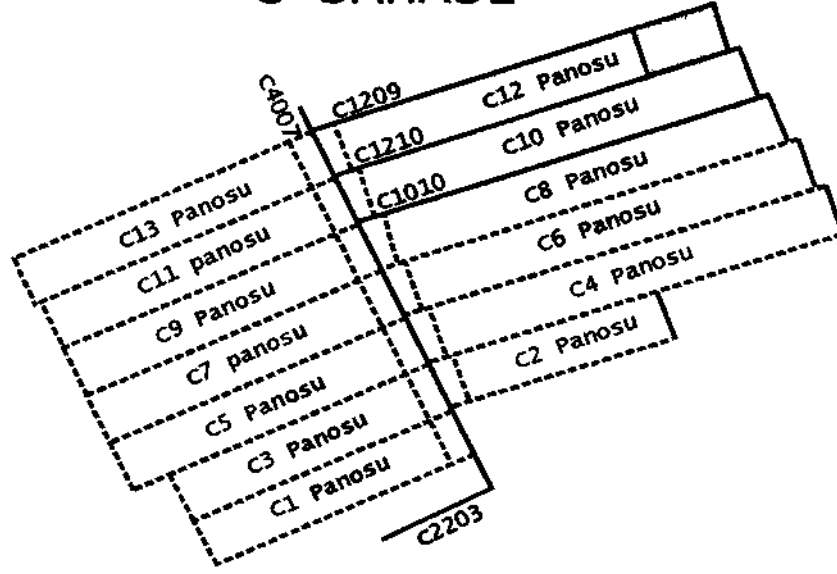 C4007
C1209
C12 Panosu
C1210
C10 Panosu
C1010
C8 Panosu
C6 Panosu
C4 Panosu
C2 Panosu
C13 Panosu
C11 panosu
C9 Panosu
C7 panosu
C5 Panosu
C3 Panosu
C1 Panosu
C2203